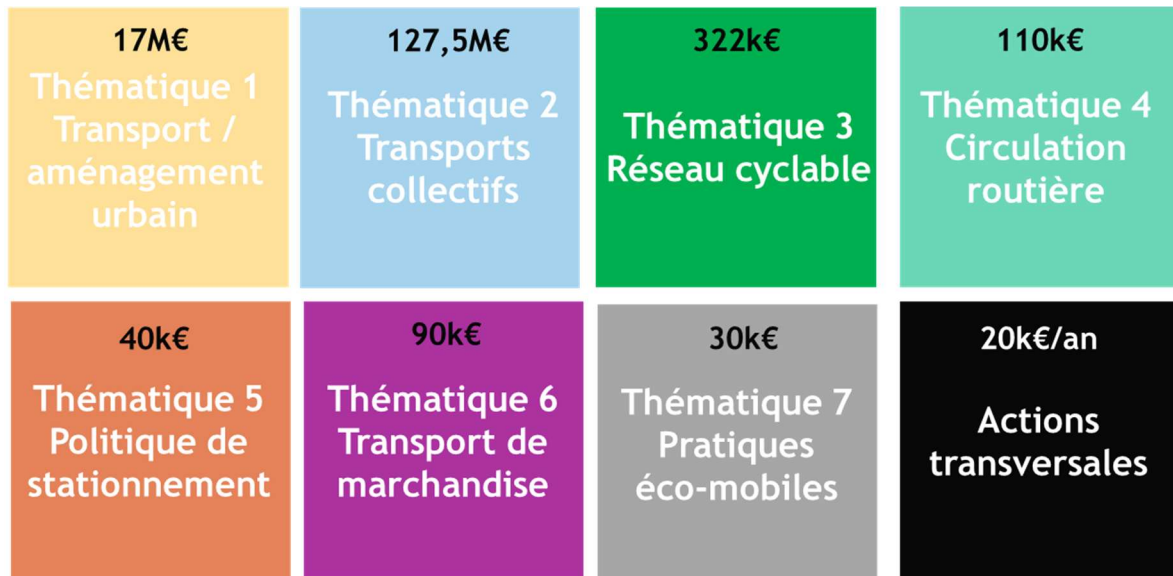 17M€
Thématique 1
Transport /
aménagement
urbain
127,5M€
Thématique 2
Transports
collectifs
322k€
Thématique 3
Réseau cyclable
110k€
Thématique 4
Circulation
routière
40k€
Thématique 5
Politique de
stationnement
90k€
Thématique 6
Transport de
marchandise
30k€
Thématique 7
Pratiques
éco-mobiles
20k€/an
Actions
transversales